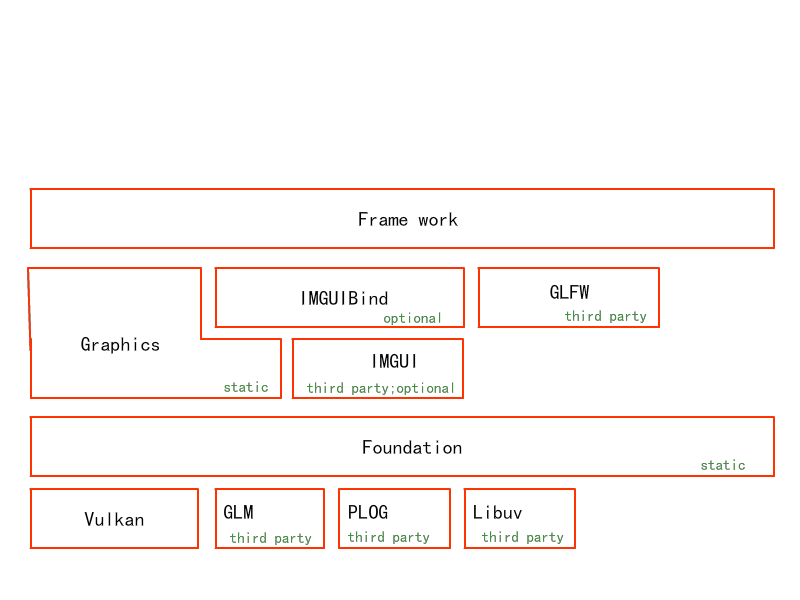 Frame work
IMGUIBind
optional
GLFW
third party
Graphics
static
IMGUI
third party;optional
Foundation
static
Vulkan
GLM
third party
PLOG
third party
Libuv
third party